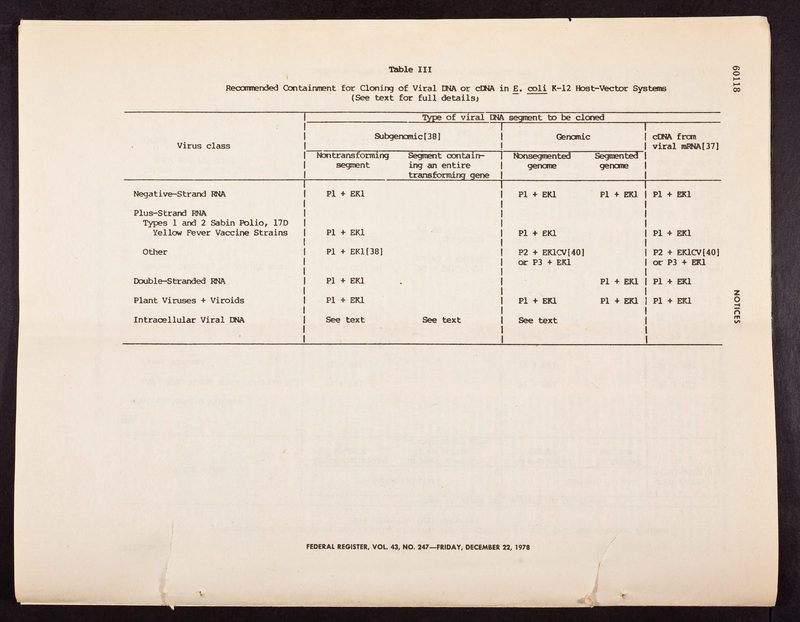 Table III
Recommended Containment for Cloning of Viral DNA or cDNA in E. coli K-12 Host-Vector Systems
(See text for full details)
60118
Type of viral DNA segment to be cloned
Virus class
Subgenomic[38]
Genomic
cDNA from
viral mRNA[37]
Nontransforming
segment
Segment contain-
ing an entire
transforming gene
Nonsegmented
genome
Segmented
genome
Negative-Strand RNA P1 + EK1 P1 + EK1 P1 + EK1 P1 + EK1
Plus-Strand RNA
Types 1 and 2 Sabin Polio, 17D
Yellow Fever Vaccine Strains P1 + EK1 P1 + EK1 P1 + EK1
Other P1 + EK1[38] P2 + EK1CV[40] P2 + EK1CV[40]
or P3 + EK1 or P3 + EK1
Double-Stranded RNA P1 + EK1 P1 + EK1 P1 + EK1
Plant Viruses + Viroids P1 + EK1 P1 + EK1 P1 + EK1 P1 + EK1
Intracellular Viral DNA See text See text See text
NOTICES
FEDERAL REGISTER, VOL. 43, NO. 247—FRIDAY, DECEMBER 22, 1978